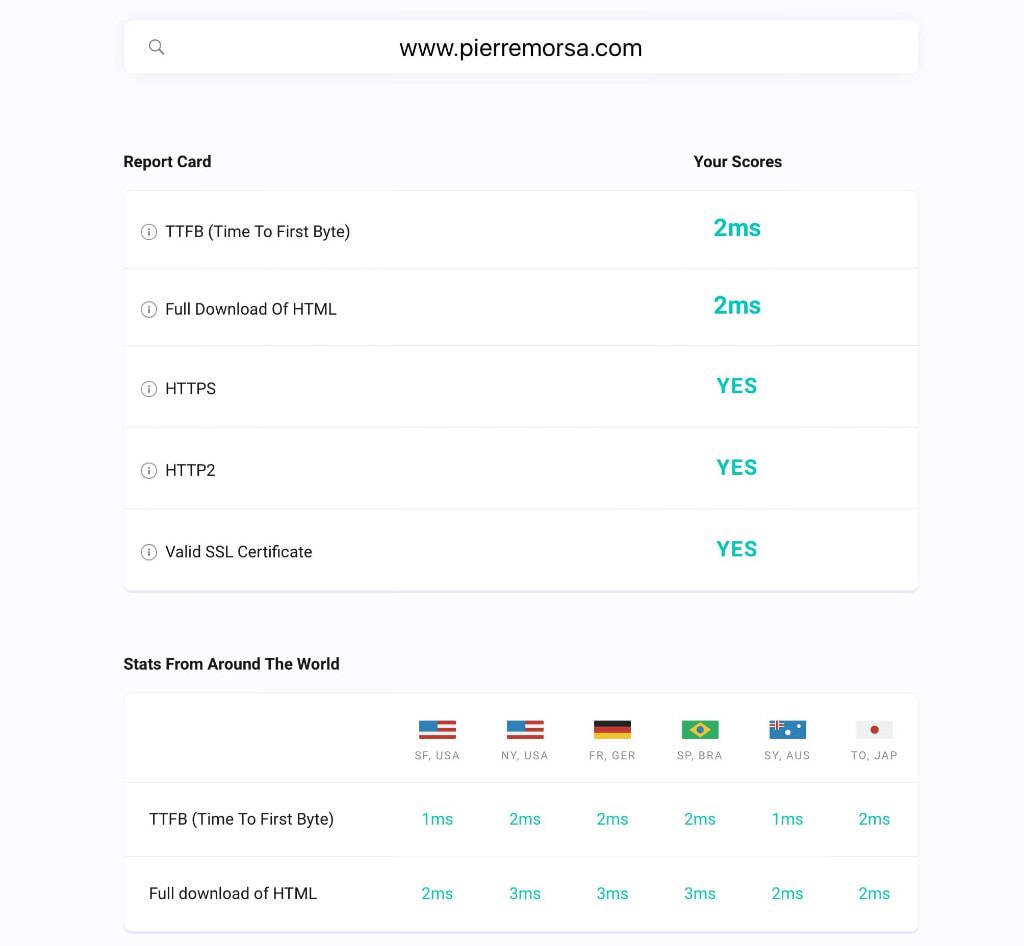 www.pierremorsa.com
Report Card Your Scores
TTFB (Time To First Byte) 2ms
Full Download Of HTML 2ms
HTTPS YES
HTTP2 YES
Valid SSL Certificate YES
Stats From Around The World
SF, USA NY, USA FR, GER SP, BRA SY, AUS TO, JAP
TTFB (Time To First Byte) 1ms 2ms 2ms 2ms 1ms 2ms
Full download of HTML 2ms 3ms 3ms 3ms 2ms 2ms